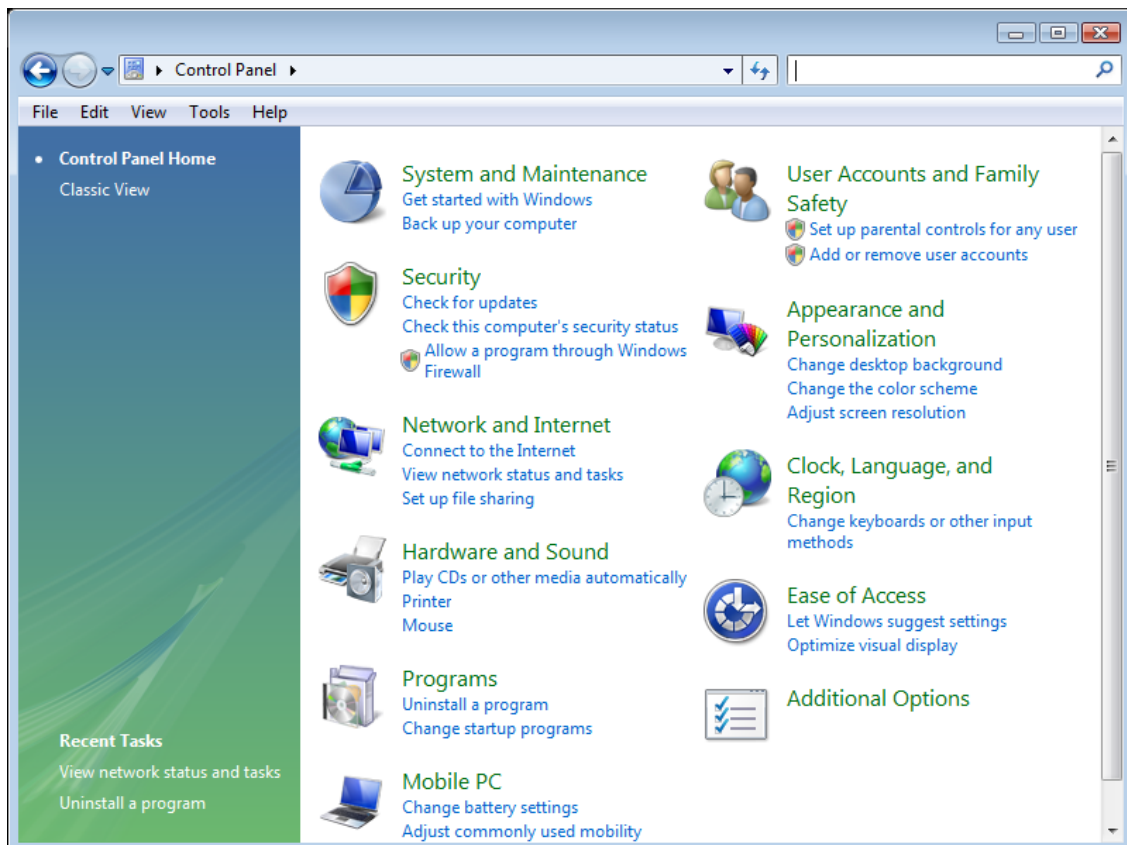 Control Panel
File Edit View Tools Help
Control Panel Home
Classic View
Recent Tasks
View network status and tasks
Uninstall a program
System and Maintenance
Get started with Windows
Back up your computer
Security
Check for updates
Check this computer's security status
Allow a program through Windows
Firewall
Network and Internet
Connect to the Internet
View network status and tasks
Set up file sharing
Hardware and Sound
Play CDs or other media automatically
Printer
Mouse
Programs
Uninstall a program
Change startup programs
Mobile PC
Change battery settings
Adjust commonly used mobility
User Accounts and Family
Safety
Set up parental controls for any user
Add or remove user accounts
Appearance and
Personalization
Change desktop background
Change the color scheme
Adjust screen resolution
Clock, Language, and
Region
Change keyboards or other input
methods
Ease of Access
Let Windows suggest settings
Optimize visual display
Additional Options